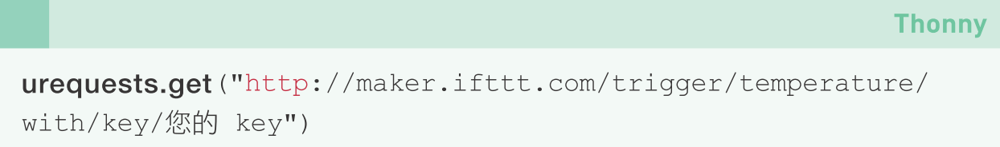 Thonny
urequests.get("http://maker.ifttt.com/trigger/temperature/
with/key/您的 key")